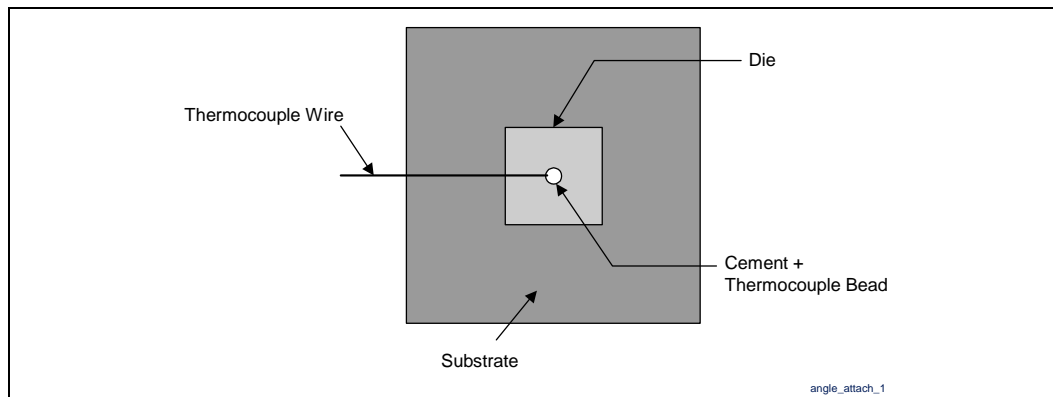 Die
Thermocouple Wire
Cement +
Thermocouple Bead
Substrate
angle_attach_1